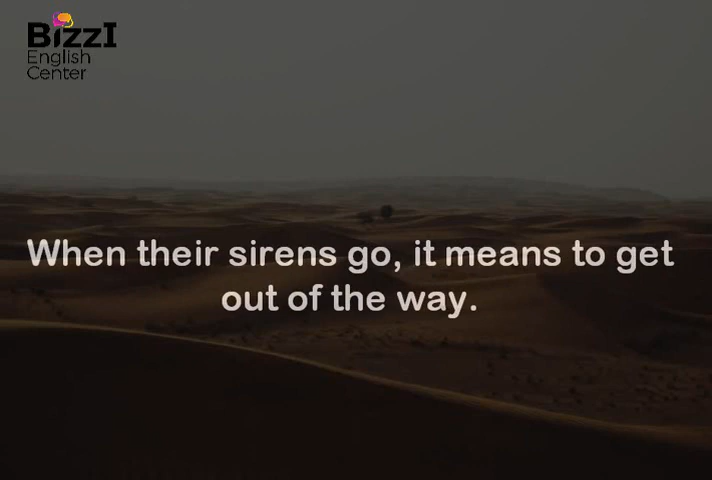 BizzI
English
Center
When their sirens go, it means to get
out of the way.